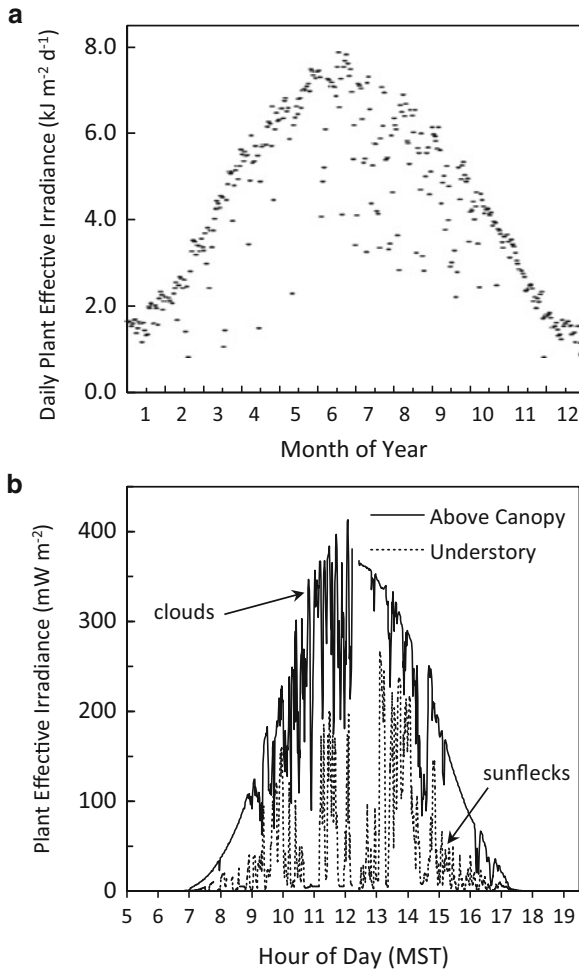 a
Daily Plant Effective Irradiance (kJ m⁻² d⁻¹)
8.0
6.0
4.0
2.0
0.0
1 2 3 4 5 6 7 8 9 10 11 12
Month of Year
b
Plant Effective Irradiance (mW m⁻²)
400
300
200
100
0
Above Canopy
Understory
clouds
sunflecks
5 6 7 8 9 10 11 12 13 14 15 16 17 18 19
Hour of Day (MST)